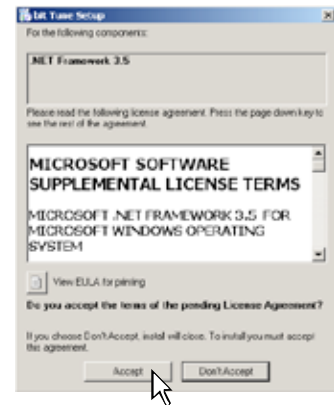 bit Tune Setup
For the following components:
.NET Framework 3.5
Please read the following license agreement. Press the page down key to
see the rest of the agreement.
MICROSOFT SOFTWARE
SUPPLEMENTAL LICENSE TERMS
MICROSOFT .NET FRAMEWORK 3.5 FOR
MICROSOFT WINDOWS OPERATING
SYSTEM
View EULA for printing
Do you accept the terms of the pending License Agreement?
If you choose Don't Accept, install will close. To install you must accept
this agreement.
Accept
Don't Accept